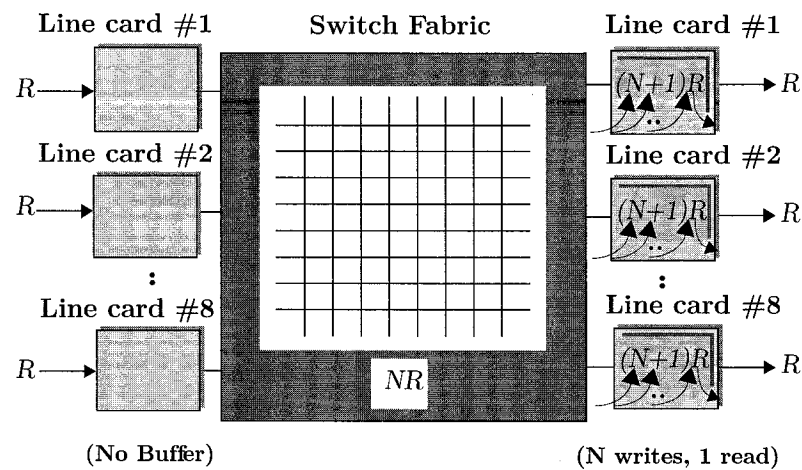 Line card #1 Switch Fabric Line card #1
R (N+1)R R
Line card #2 Line card #2
R (N+1)R R
: :
Line card #8 Line card #8
R (N+1)R R
NR
(No Buffer) (N writes, 1 read)